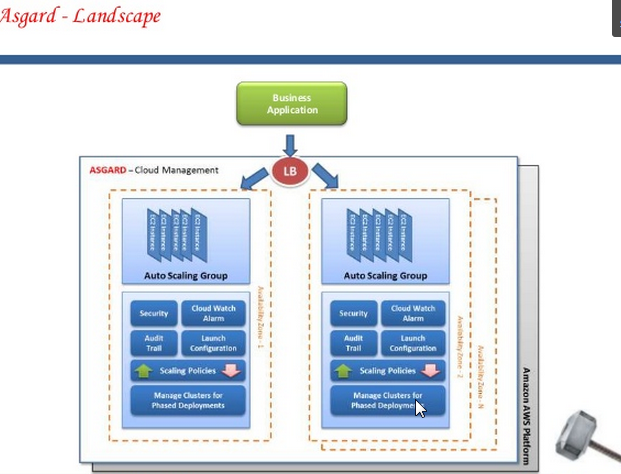 Asgard - Landscape
Business
Application
LB
ASGARD – Cloud Management
EC2 Instance
EC2 Instance
EC2 Instance
EC2 Instance
EC2 Instance
Auto Scaling Group
Security
Cloud Watch
Alarm
Audit
Trail
Launch
Configuration
Scaling Policies
Manage Clusters for
Phased Deployments
Availability Zone - 1
EC2 Instance
EC2 Instance
EC2 Instance
EC2 Instance
EC2 Instance
Auto Scaling Group
Security
Cloud Watch
Alarm
Audit
Trail
Launch
Configuration
Scaling Policies
Manage Clusters for
Phased Deployments
Availability Zone - 2
Availability Zone - N
Amazon AWS Platform